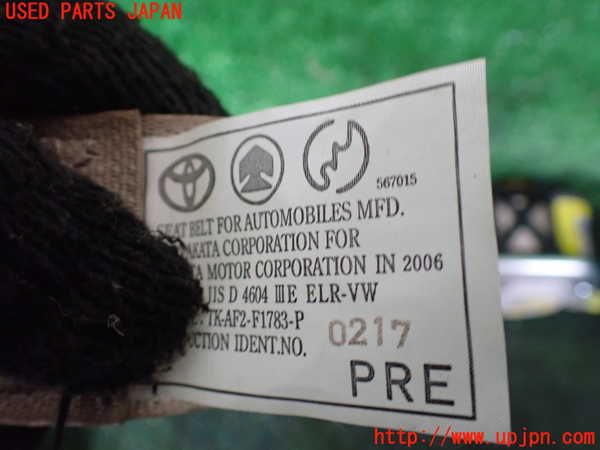 USED PARTS JAPAN
567015
SEAT BELT FOR AUTOMOBILES MFD.
TAKATA CORPORATION FOR
MOTOR CORPORATION IN 2006
JIS D 4604 ⅢE ELR-VW
TK-AF2-F1783-P
IDENT.NO. 0217
PRE
http://www.upjpn.com/